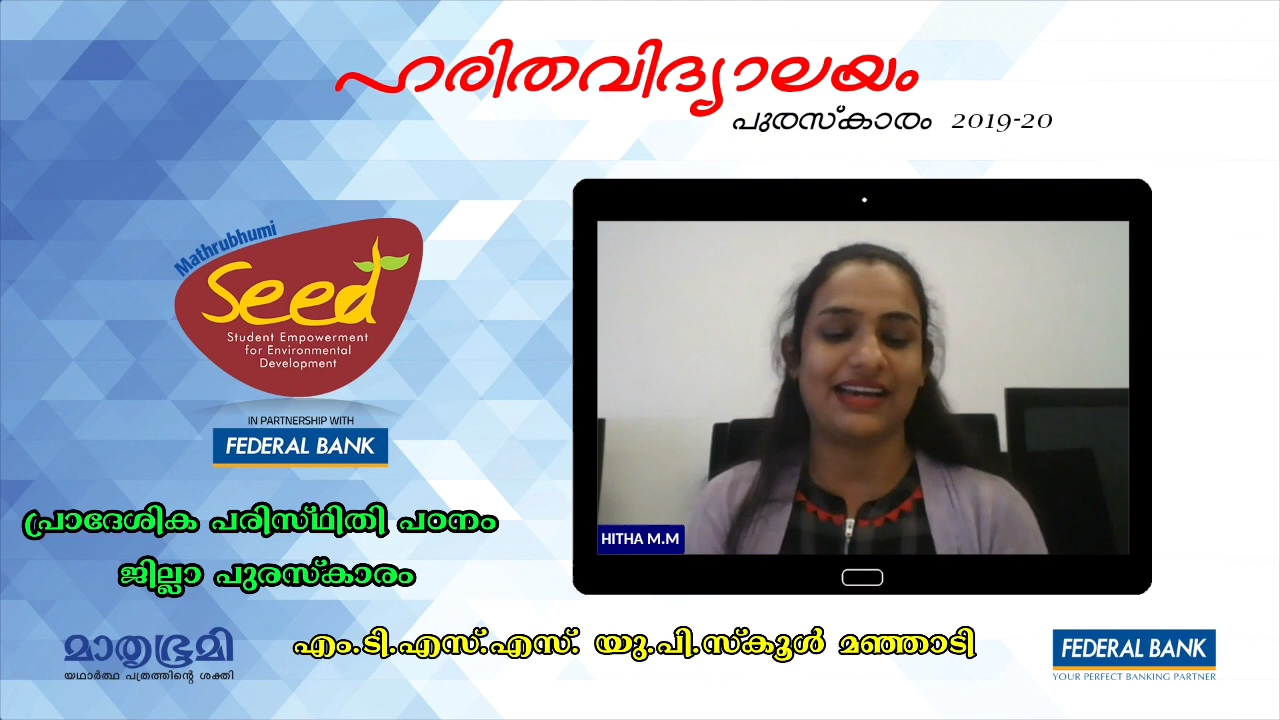 ഹരിതവിദ്യാലയം
പുരസ്കാരം 2019-20
Mathrubhumi
Seed
Student Empowerment
for Environmental
Development
IN PARTNERSHIP WITH
FEDERAL BANK
HITHA M.M
പ്രാദേശിക പരിസ്ഥിതി പഠനം
ജില്ലാ പുരസ്കാരം
എം.ടി.എസ്.എസ്. യു.പി.സ്കൂൾ മഞ്ഞാടി
മാതൃഭൂമി
യഥാർത്ഥ പത്രത്തിന്റെ ശക്തി
FEDERAL BANK
YOUR PERFECT BANKING PARTNER